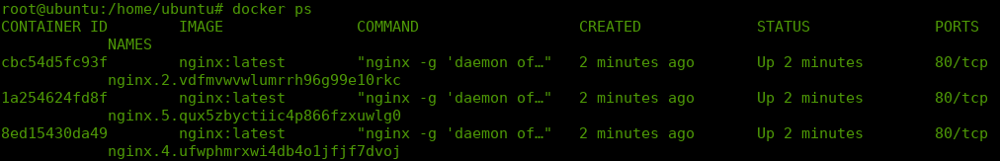 root@ubuntu:/home/ubuntu# docker ps
CONTAINER ID        IMAGE               COMMAND                  CREATED             STATUS              PORTS
            NAMES
cbc54d5fc93f        nginx:latest        "nginx -g 'daemon of…"   2 minutes ago       Up 2 minutes        80/tcp
            nginx.2.vdfmvwvwlumrrh96g99e10rkc
1a254624fd8f        nginx:latest        "nginx -g 'daemon of…"   2 minutes ago       Up 2 minutes        80/tcp
            nginx.5.qux5zbyctiic4p866fzxuwlg0
8ed15430da49        nginx:latest        "nginx -g 'daemon of…"   2 minutes ago       Up 2 minutes        80/tcp
            nginx.4.ufwphmrxwi4db4o1jfjf7dvoj